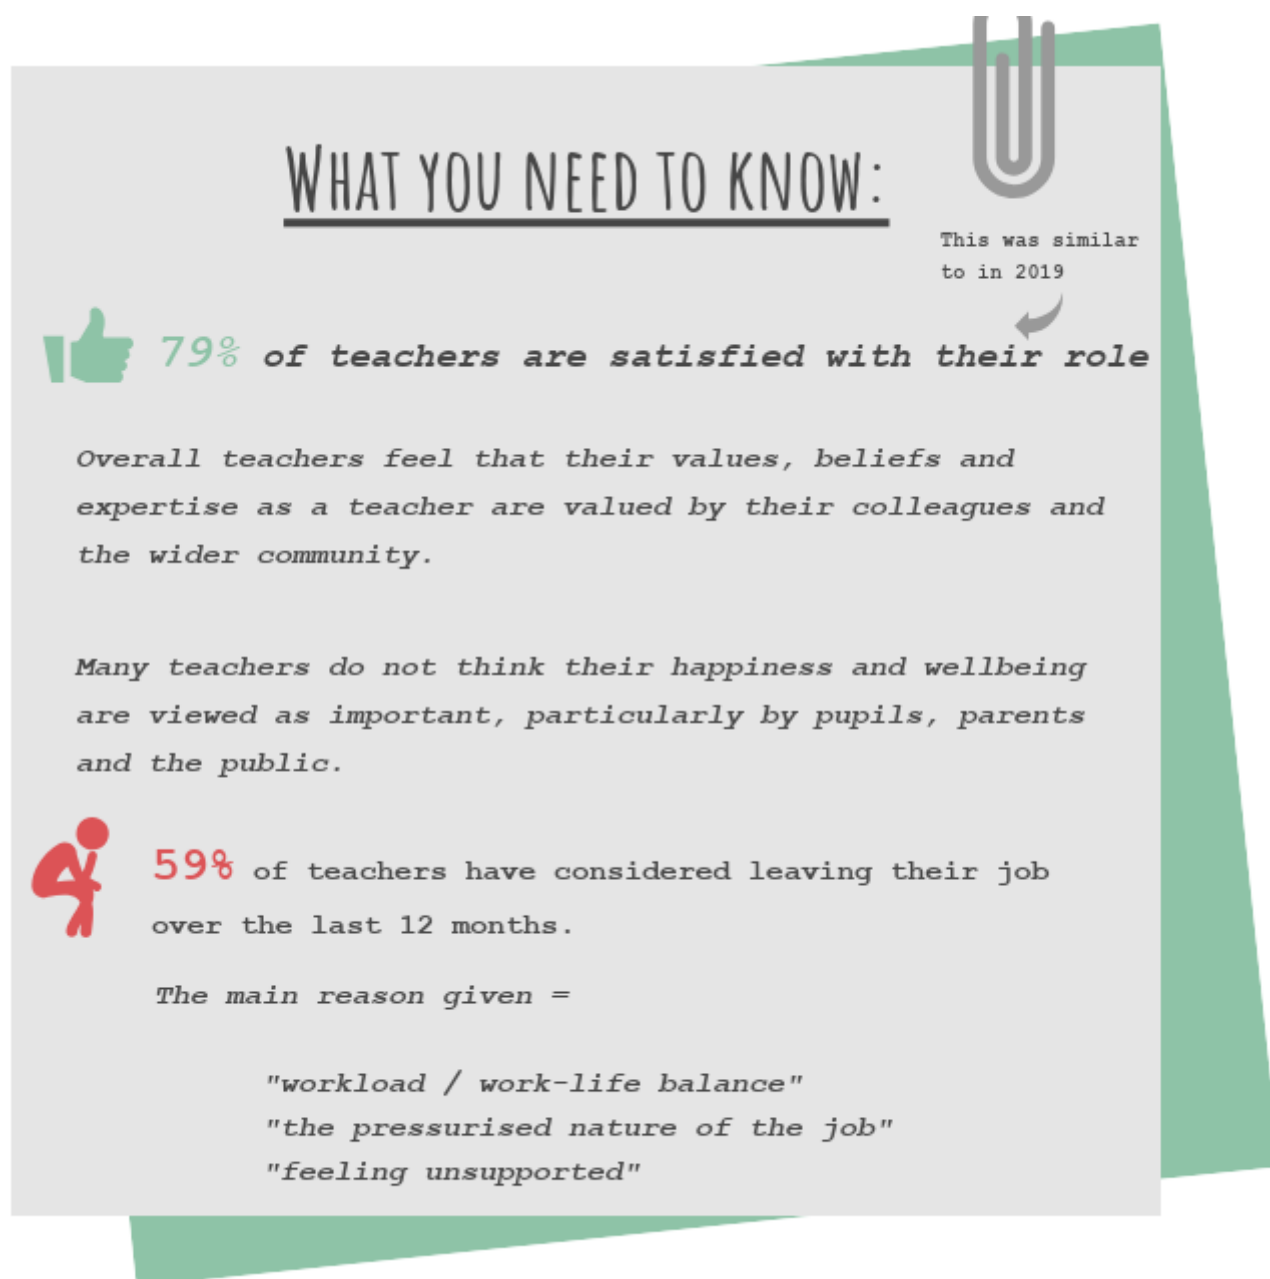 What you need to know:
This was similar
to in 2019
79% of teachers are satisfied with their role
Overall teachers feel that their values, beliefs and
expertise as a teacher are valued by their colleagues and
the wider community.
Many teachers do not think their happiness and wellbeing
are viewed as important, particularly by pupils, parents
and the public.
59% of teachers have considered leaving their job
over the last 12 months.
The main reason given =
"workload / work-life balance"
"the pressurised nature of the job"
"feeling unsupported"